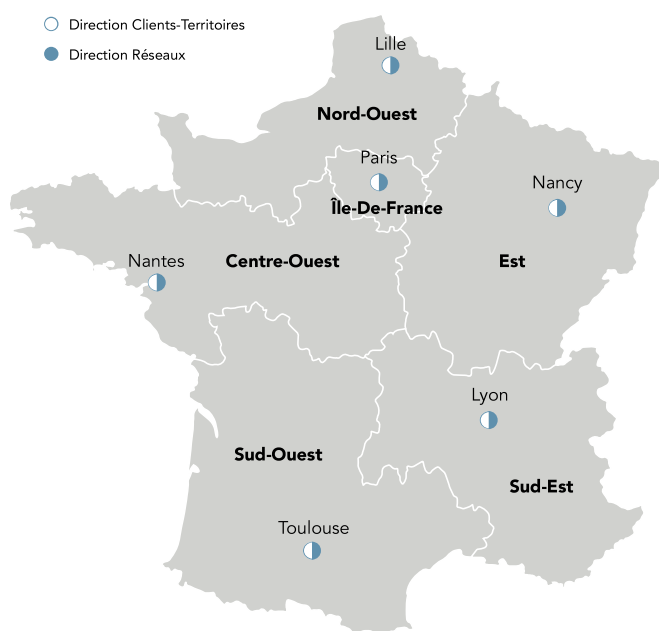 Direction Clients-Territoires
Direction Réseaux
Lille
Nord-Ouest
Paris
Île-De-France
Nancy
Nantes
Centre-Ouest
Est
Lyon
Sud-Ouest
Sud-Est
Toulouse